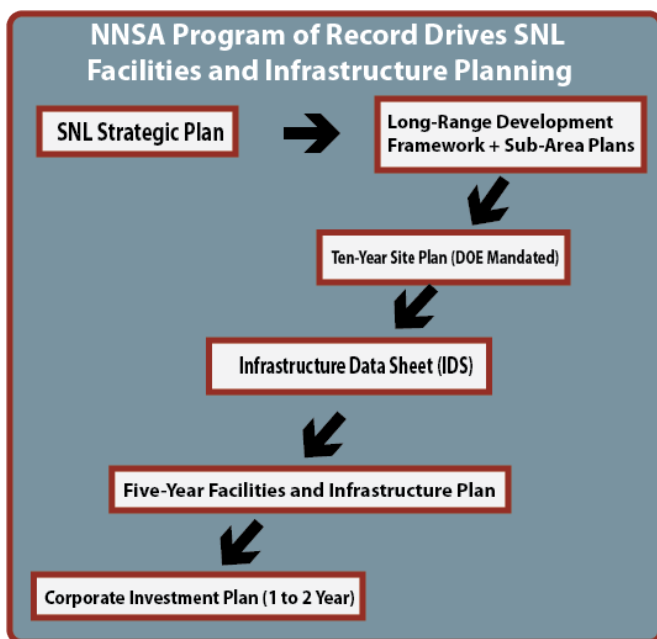 NNSA Program of Record Drives SNL
Facilities and Infrastructure Planning
SNL Strategic Plan
Long-Range Development
Framework + Sub-Area Plans
Ten-Year Site Plan (DOE Mandated)
Infrastructure Data Sheet (IDS)
Five-Year Facilities and Infrastructure Plan
Corporate Investment Plan (1 to 2 Year)